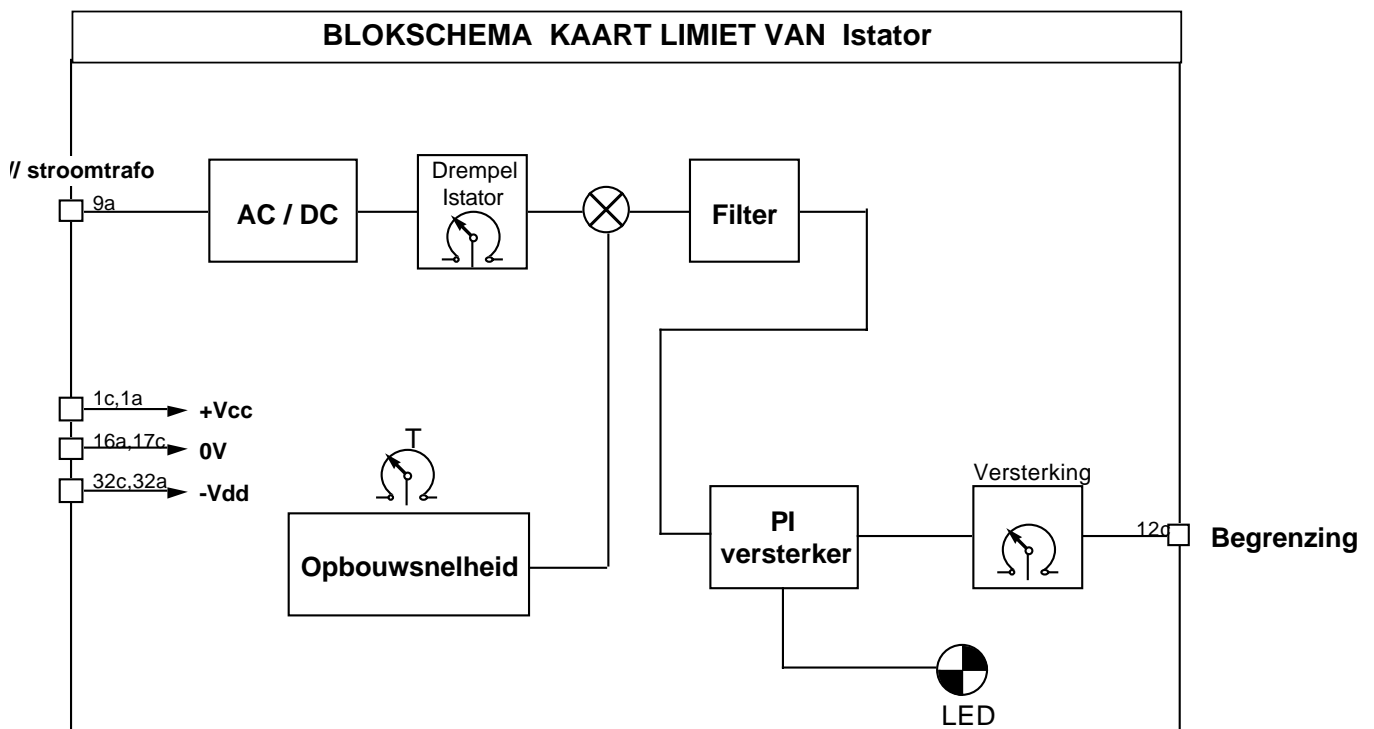 BLOKSCHEMA KAART LIMIET VAN Istator
// stroomtrafo
9a
AC / DC
Drempel
Istator
Filter
1c,1a
+Vcc
16a,17c
0V
32c,32a
-Vdd
T
Opbouwsnelheid
PI
versterker
Versterking
12c
Begrenzing
LED